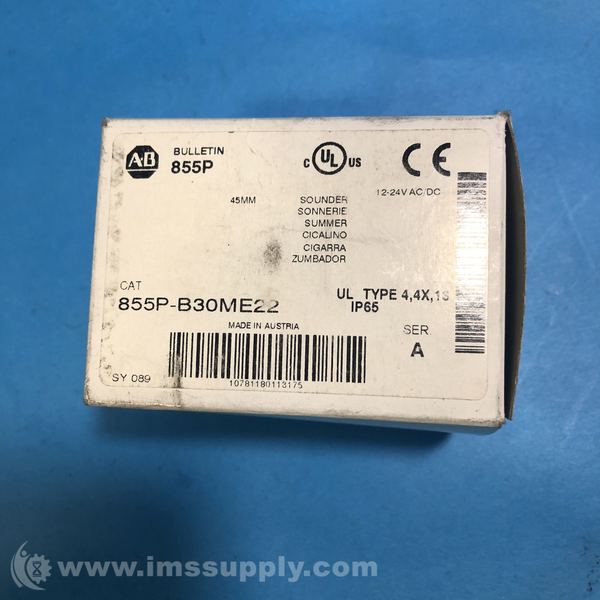 A-B
BULLETIN
855P
C UL US
CE
12-24V AC/DC
45MM
SOUNDER
SONNERIE
SUMMER
CICALINO
CIGARRA
ZUMBADOR
CAT
855P-B30ME22
UL TYPE 4,4X,13
IP65
MADE IN AUSTRIA
SER.
A
SY 089
10781180113175
www.imssupply.com